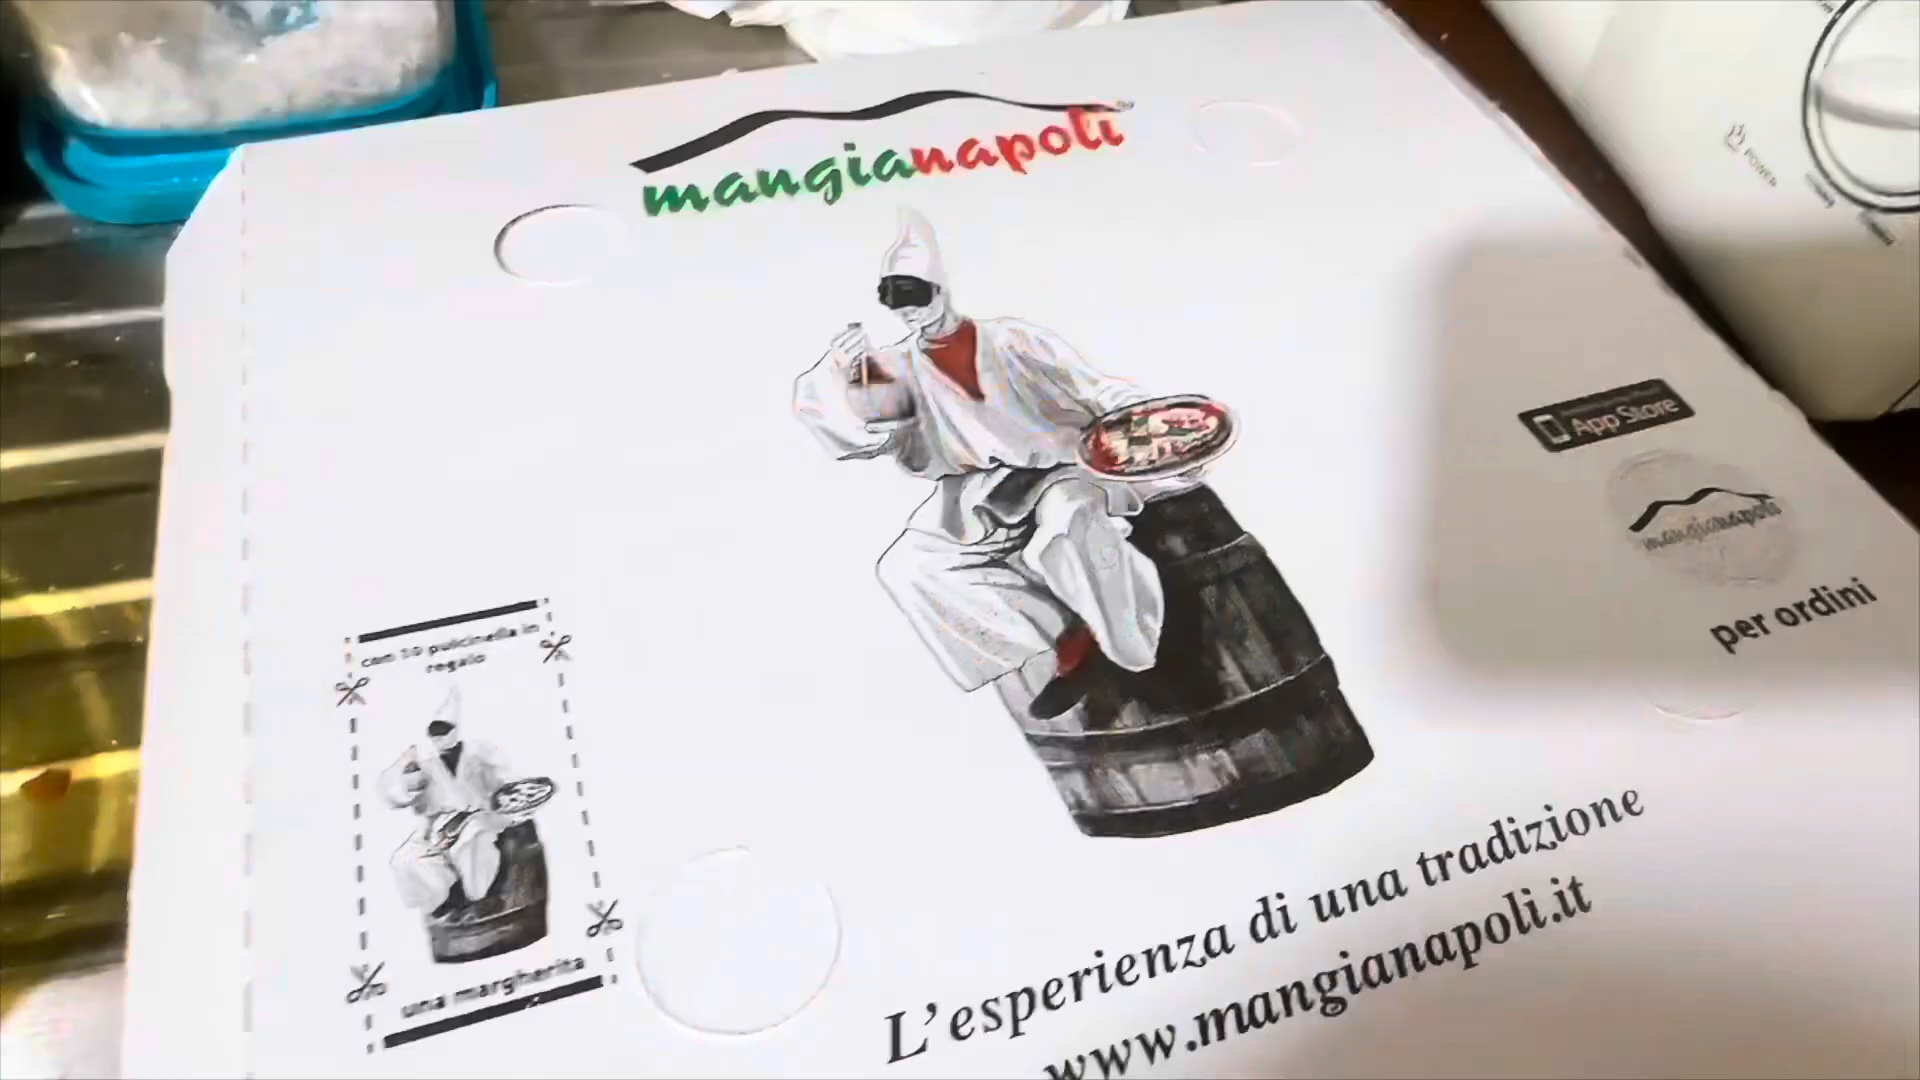 mangianapoli
POWER
App Store
mangianapoli
per ordini
con 10 pulcinella in
regalo
una margherita
L'esperienza di una tradizione
www.mangianapoli.it